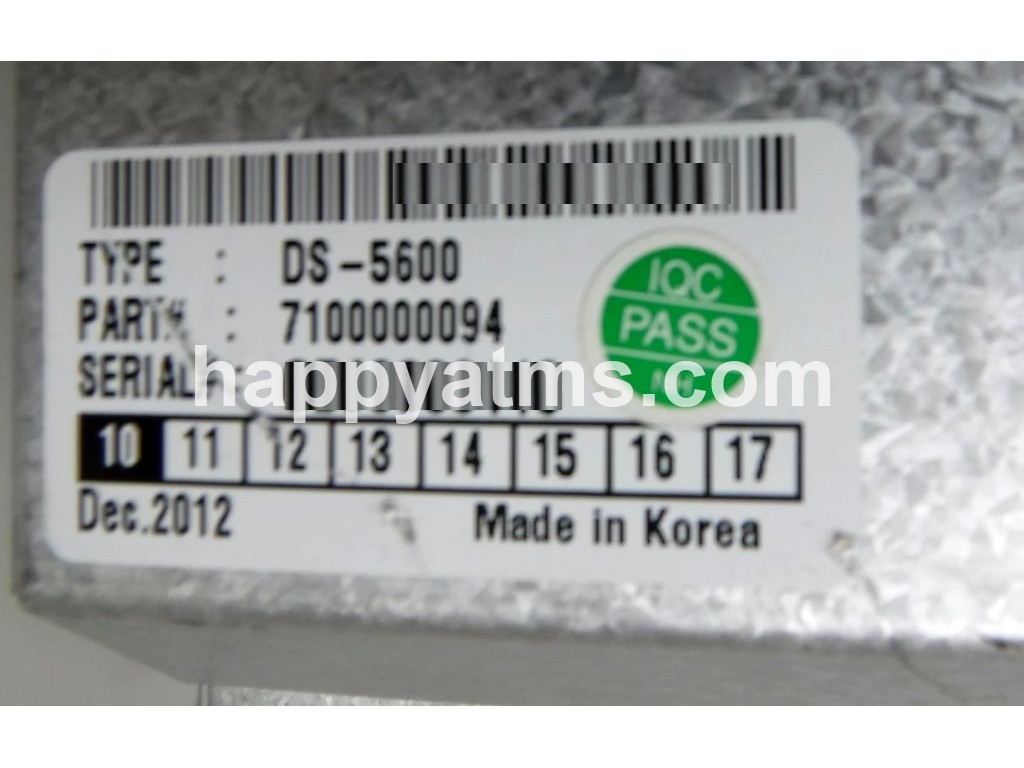 TYPE : DS-5600
PART# : 7100000094
SERIAL# :
happyatms.com
IQC
PASS
10 11 12 13 14 15 16 17
Dec.2012
Made in Korea